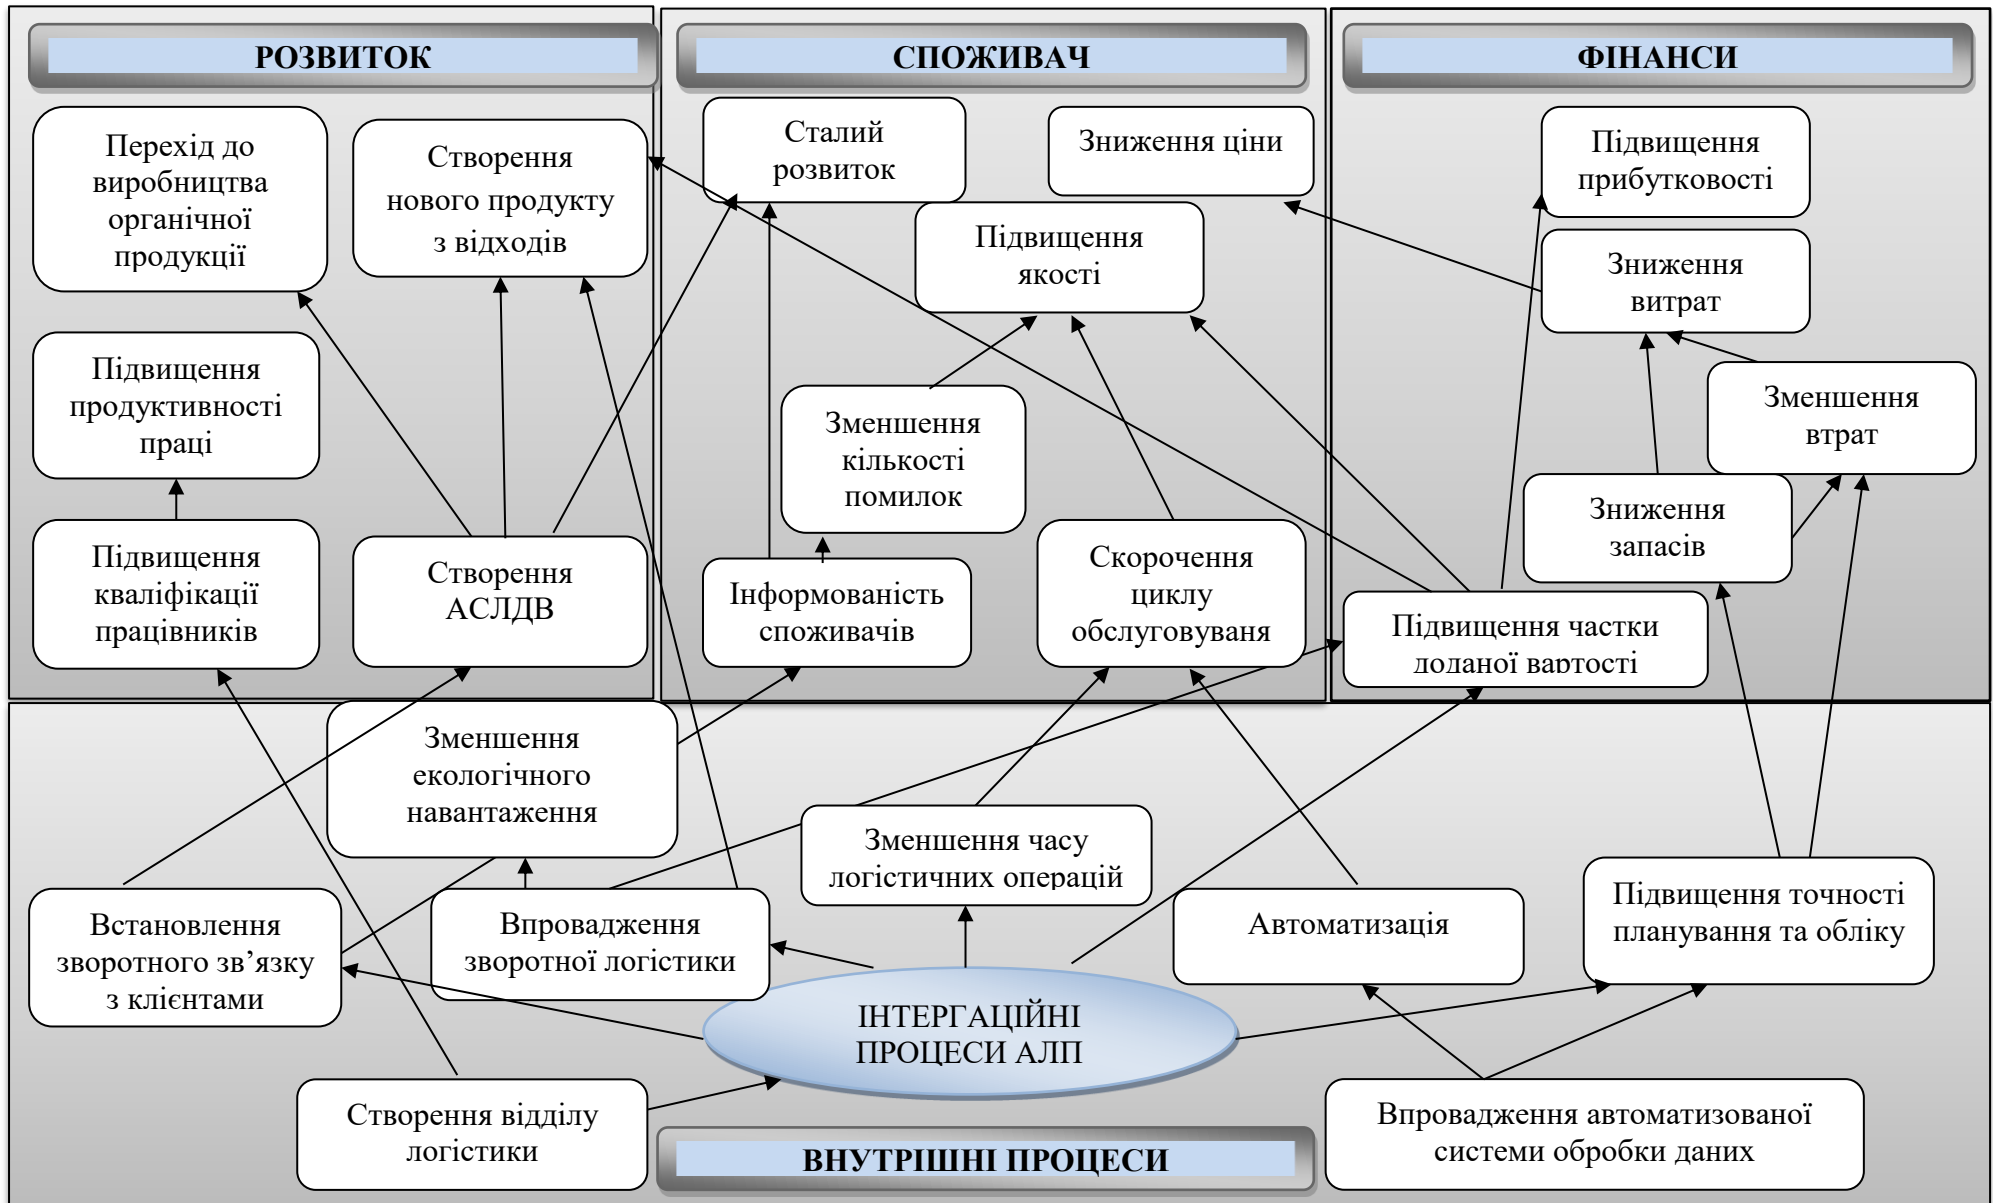 РОЗВИТОК
Перехід до
виробництва
органічної
продукції
Створення
нового продукту
з відходів
Підвищення
продуктивності
праці
Підвищення
кваліфікації
працівників
Створення
АСЛДВ
СПОЖИВАЧ
Сталий
розвиток
Зниження ціни
Підвищення
якості
Зменшення
кількості
помилок
Інформованість
споживачів
Скорочення
циклу
обслуговуваня
ФІНАНСИ
Підвищення
прибутковості
Зниження
витрат
Зменшення
втрат
Зниження
запасів
Підвищення частки
доданої вартості
Зменшення
екологічного
навантаження
Зменшення часу
логістичних операцій
Встановлення
зворотного зв’язку
з клієнтами
Впровадження
зворотної логістики
Автоматизація
Підвищення точності
планування та обліку
ІНТЕРГАЦІЙНІ
ПРОЦЕСИ АЛП
Створення відділу
логістики
Впровадження автоматизованої
системи обробки даних
ВНУТРІШНІ ПРОЦЕСИ